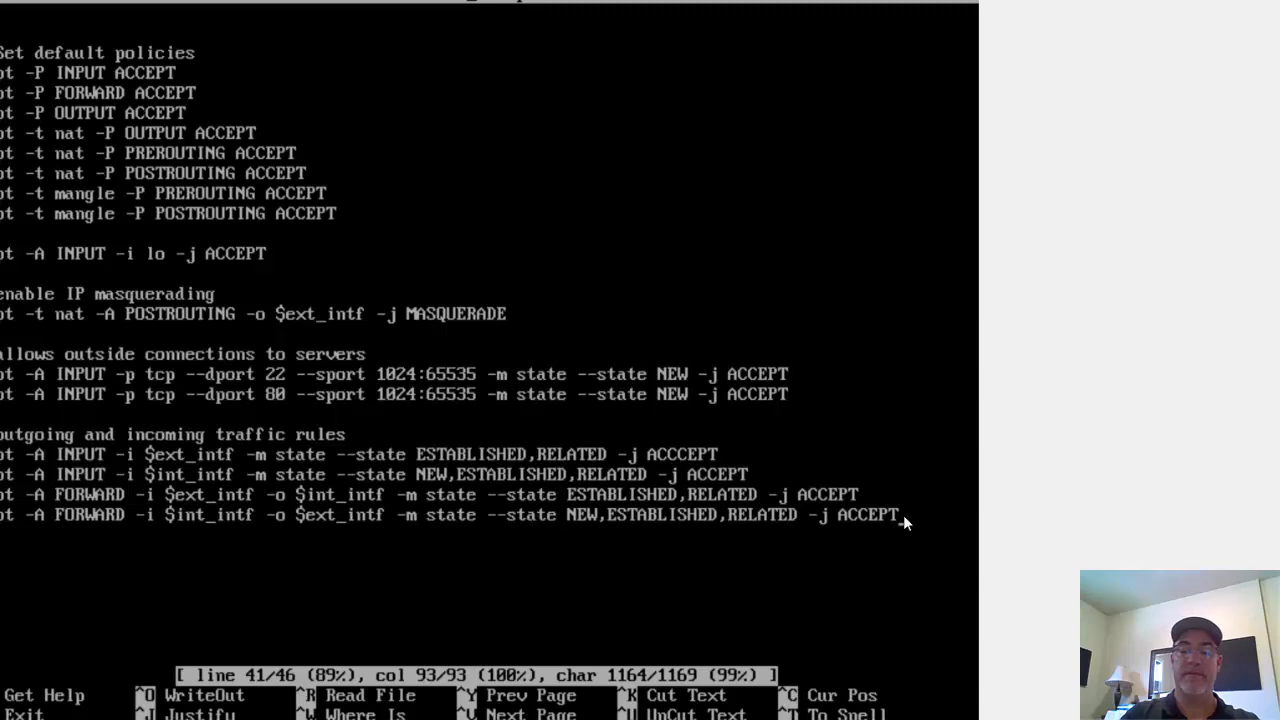 Set default policies
pt -P INPUT ACCEPT
pt -P FORWARD ACCEPT
pt -P OUTPUT ACCEPT
pt -t nat -P OUTPUT ACCEPT
pt -t nat -P PREROUTING ACCEPT
pt -t nat -P POSTROUTING ACCEPT
pt -t mangle -P PREROUTING ACCEPT
pt -t mangle -P POSTROUTING ACCEPT
pt -A INPUT -i lo -j ACCEPT
enable IP masquerading
pt -t nat -A POSTROUTING -o $ext_intf -j MASQUERADE
allows outside connections to servers
pt -A INPUT -p tcp --dport 22 --sport 1024:65535 -m state --state NEW -j ACCEPT
pt -A INPUT -p tcp --dport 80 --sport 1024:65535 -m state --state NEW -j ACCEPT
outgoing and incoming traffic rules
pt -A INPUT -i $ext_intf -m state --state ESTABLISHED,RELATED -j ACCCEPT
pt -A INPUT -i $int_intf -m state --state NEW,ESTABLISHED,RELATED -j ACCEPT
pt -A FORWARD -i $ext_intf -o $int_intf -m state --state ESTABLISHED,RELATED -j ACCEPT
pt -A FORWARD -i $int_intf -o $ext_intf -m state --state NEW,ESTABLISHED,RELATED -j ACCEPT
[ line 41/46 (89%), col 93/93 (100%), char 1164/1169 (99%) ]
Get Help ^O WriteOut ^R Read File ^Y Prev Page ^K Cut Text ^C Cur Pos
Exit ^J Justify ^W Where Is ^V Next Page ^U UnCut Text ^T To Spell